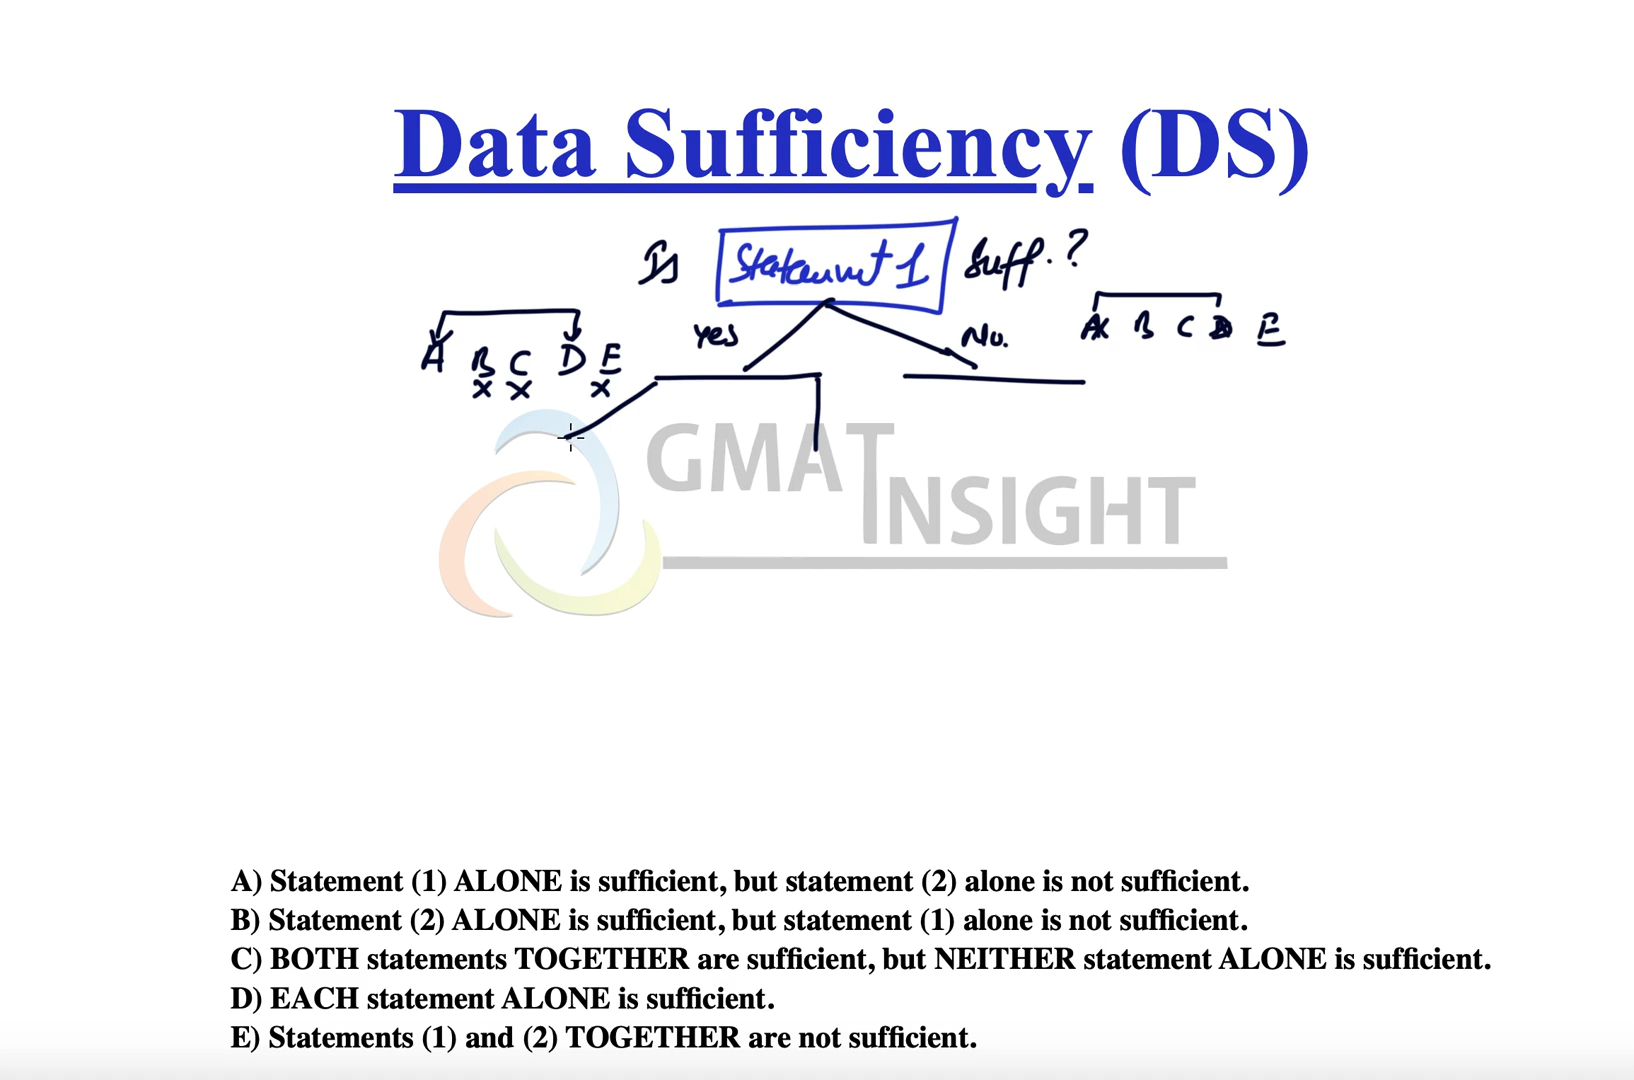 Data Sufficiency (DS)
Is Statement 1 Suff.?
Yes No.
A B C D E
x x x
A B C D E
GMAT INSIGHT
A) Statement (1) ALONE is sufficient, but statement (2) alone is not sufficient.
B) Statement (2) ALONE is sufficient, but statement (1) alone is not sufficient.
C) BOTH statements TOGETHER are sufficient, but NEITHER statement ALONE is sufficient.
D) EACH statement ALONE is sufficient.
E) Statements (1) and (2) TOGETHER are not sufficient.